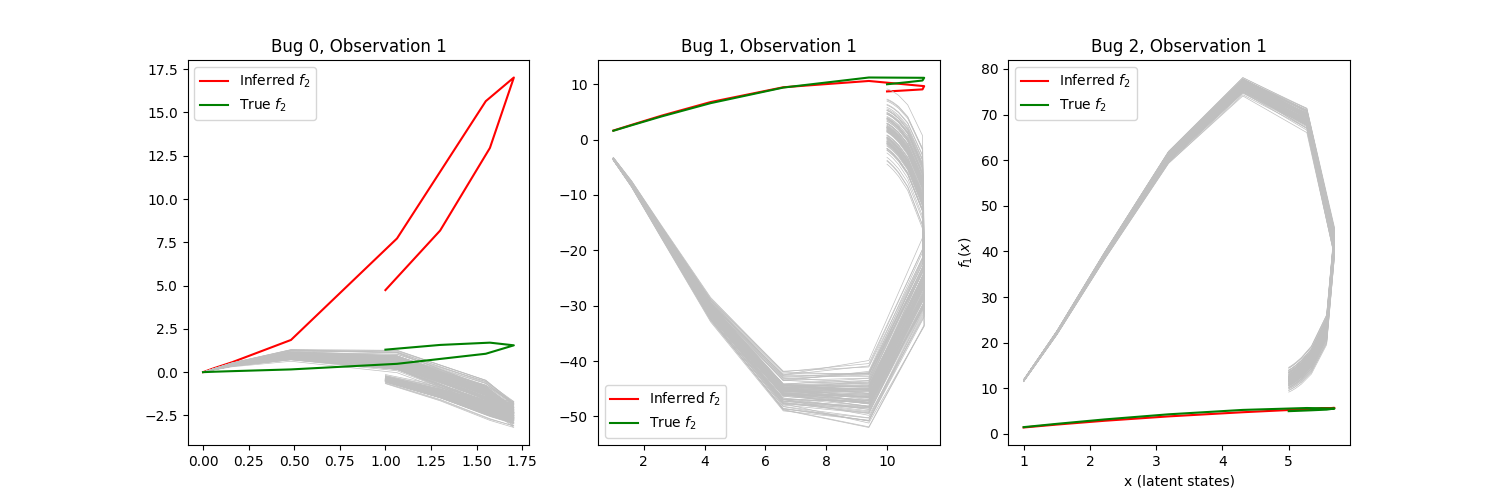 Bug 0, Observation 1
Inferred f₂
True f₂
17.5
15.0
12.5
10.0
7.5
5.0
2.5
0.0
−2.5
0.00 0.25 0.50 0.75 1.00 1.25 1.50 1.75
Bug 1, Observation 1
10
0
−10
−20
−30
−40
−50
Inferred f₂
True f₂
2 4 6 8 10
Bug 2, Observation 1
Inferred f₂
True f₂
80
70
60
50
40
30
20
10
0
f₁(x)
1 2 3 4 5
x (latent states)